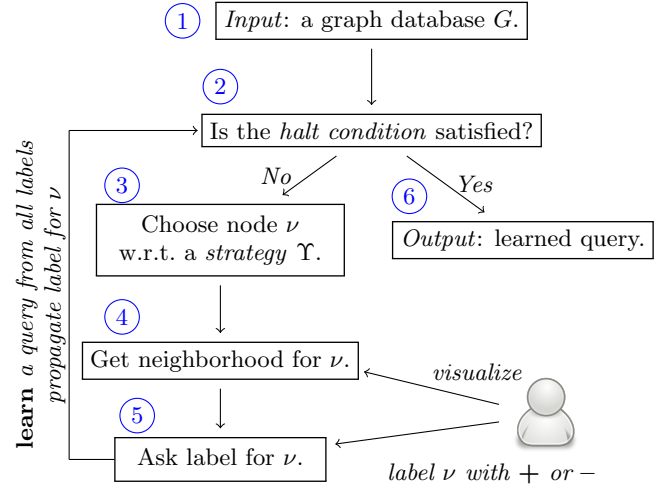 1
Input: a graph database G.
2
Is the halt condition satisfied?
No
Yes
3
6
Choose node ν
w.r.t. a strategy Υ.
Output: learned query.
4
Get neighborhood for ν.
visualize
5
Ask label for ν.
label ν with + or −
learn a query from all labels
propagate label for ν